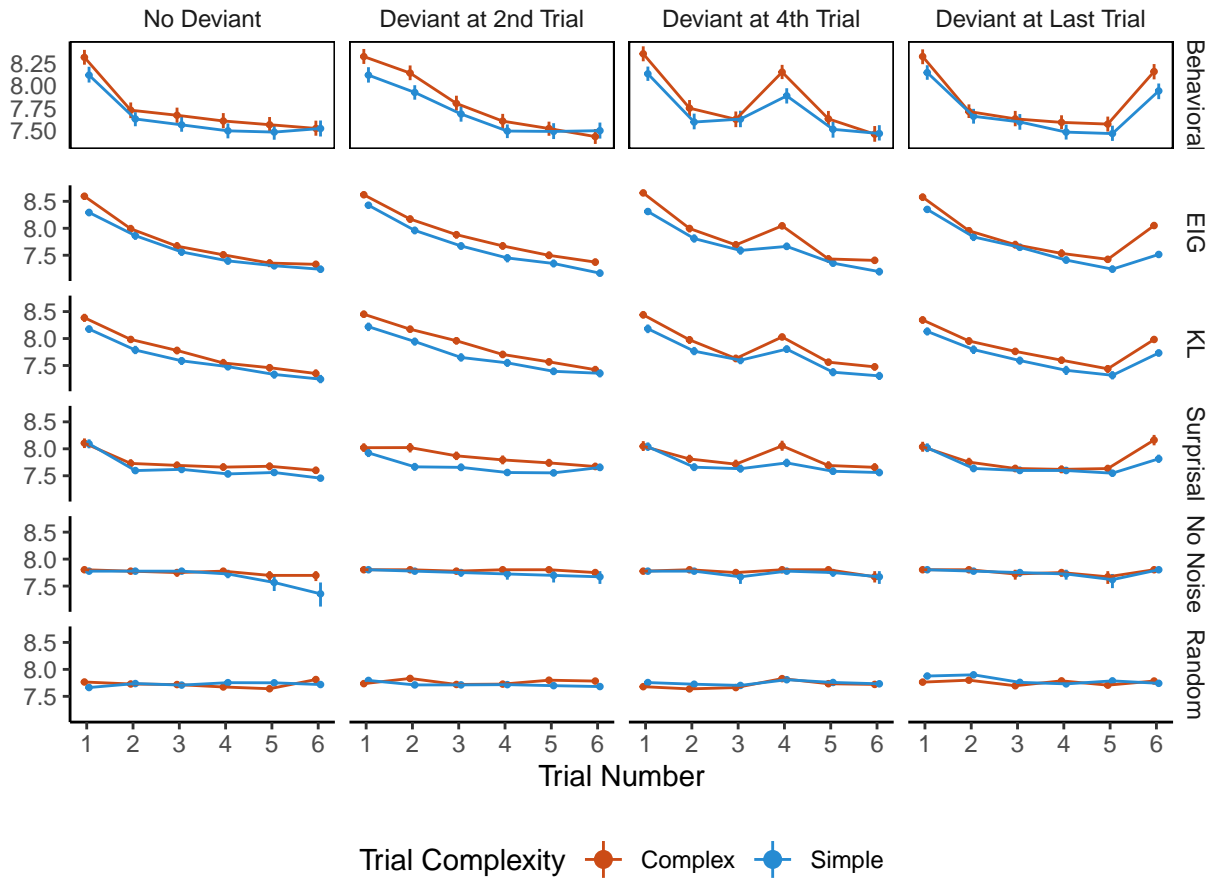 No Deviant Deviant at 2nd Trial Deviant at 4th Trial Deviant at Last Trial
8.25
8.00
7.75
7.50
Behavioral
8.5
8.0
7.5
EIG
8.5
8.0
7.5
KL
8.5
8.0
7.5
Surprisal
8.5
8.0
7.5
No Noise
8.5
8.0
7.5
Random
1 2 3 4 5 6 1 2 3 4 5 6 1 2 3 4 5 6 1 2 3 4 5 6
Trial Number
Trial Complexity Complex Simple